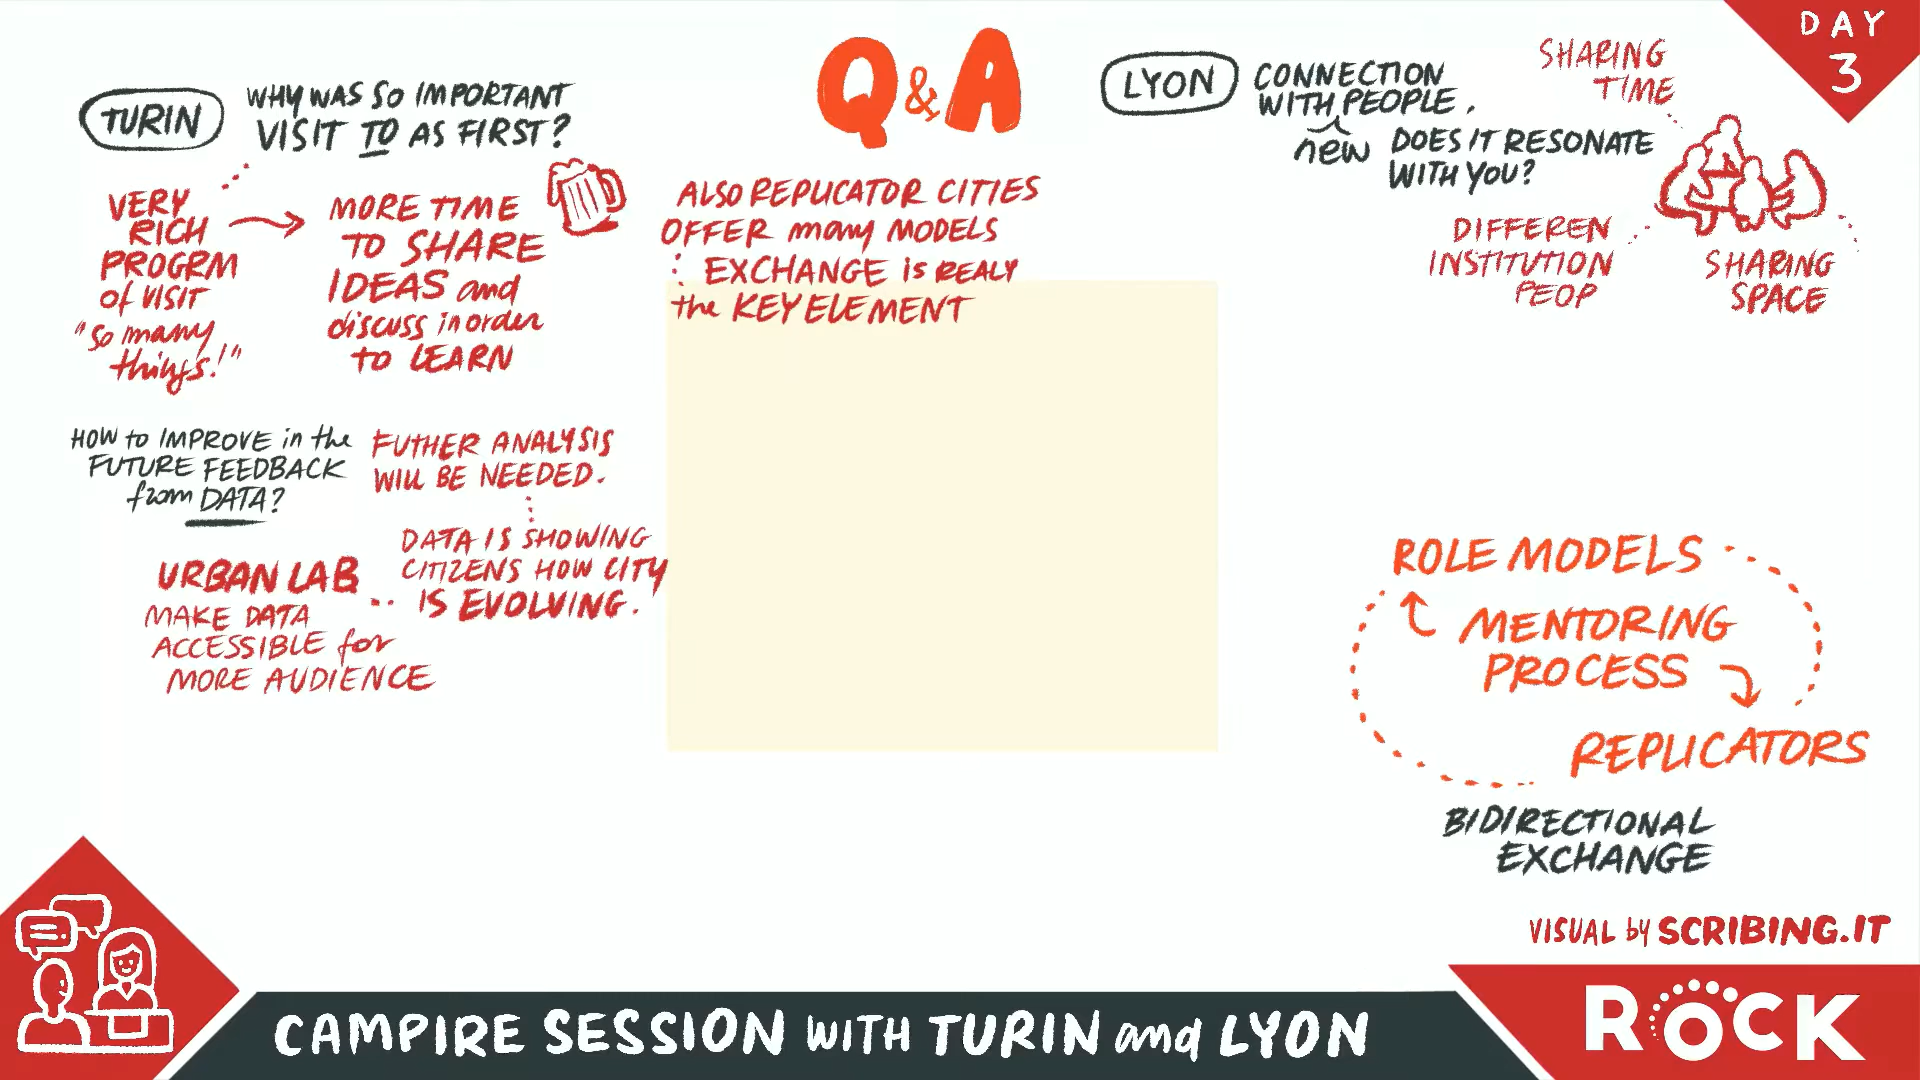 Q & A
DAY
3
TURIN
WHY WAS SO IMPORTANT
VISIT TO AS FIRST?
VERY
RICH
PROGRM
of VISIT
"So many
things!"
MORE TIME
TO SHARE
IDEAS and
discuss in order
TO LEARN
ALSO REPLICATOR CITIES
OFFER many MODELS
EXCHANGE is REALY
the KEY ELEMENT
LYON
CONNECTION
WITH PEOPLE.
new
DOES IT RESONATE
WITH YOU?
SHARING
TIME
DIFFEREN
INSTITUTION
PEOP
SHARING
SPACE
HOW to IMPROVE in the
FUTURE FEEDBACK
from DATA?
FUTHER ANALYSIS
WILL BE NEEDED.
DATA IS SHOWING
CITIZENS HOW CITY
IS EVOLVING.
URBAN LAB
MAKE DATA
ACCESSIBLE for
MORE AUDIENCE
ROLE MODELS
MENTORING
PROCESS
REPLICATORS
BIDIRECTIONAL
EXCHANGE
VISUAL by SCRIBING.IT
CAMPIRE SESSION WITH TURIN and LYON
ROCK